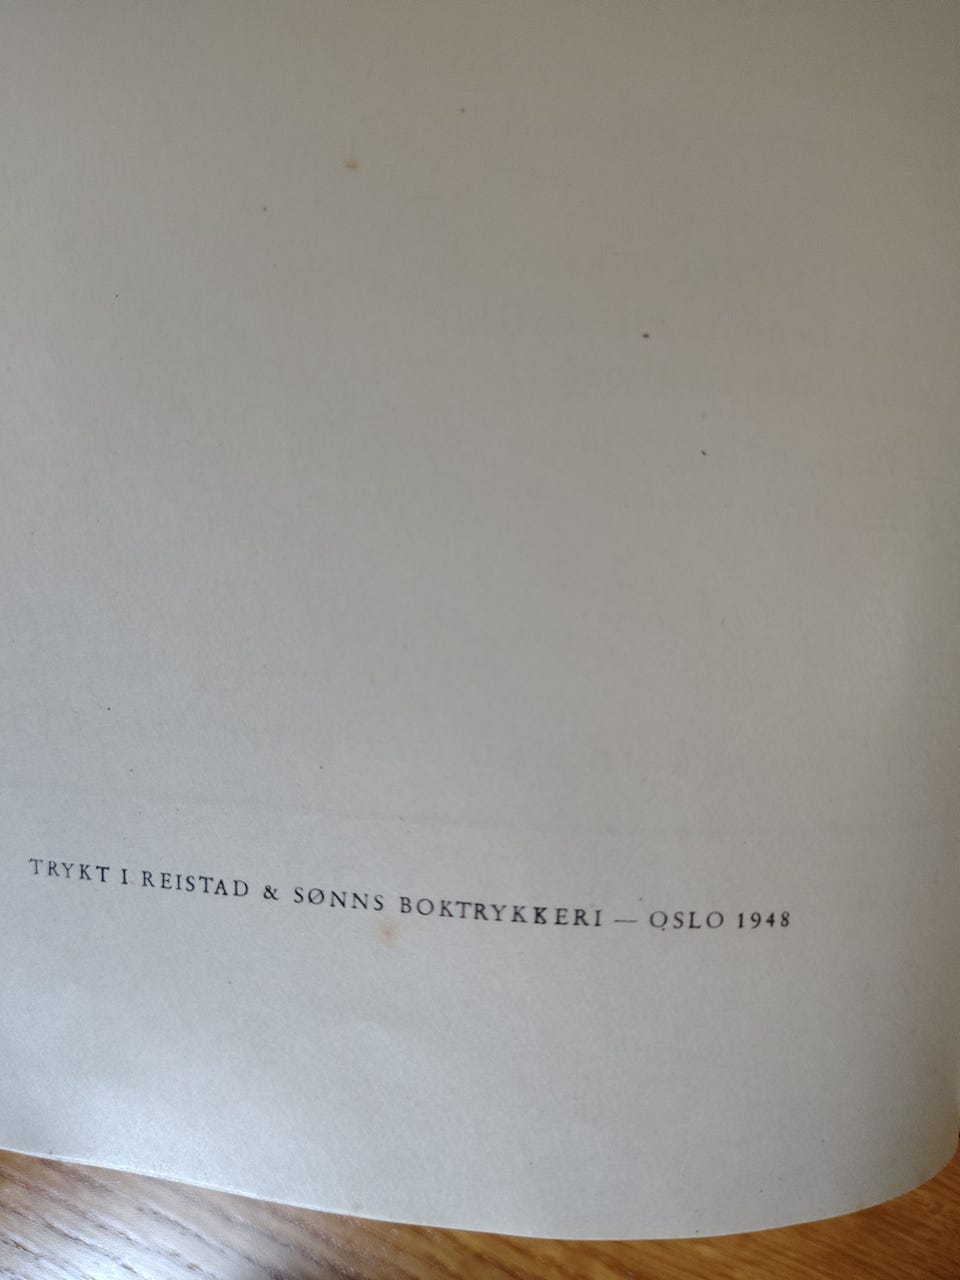 TRYKT I REISTAD & SØNNS BOKTRYKKERI — OSLO 1948